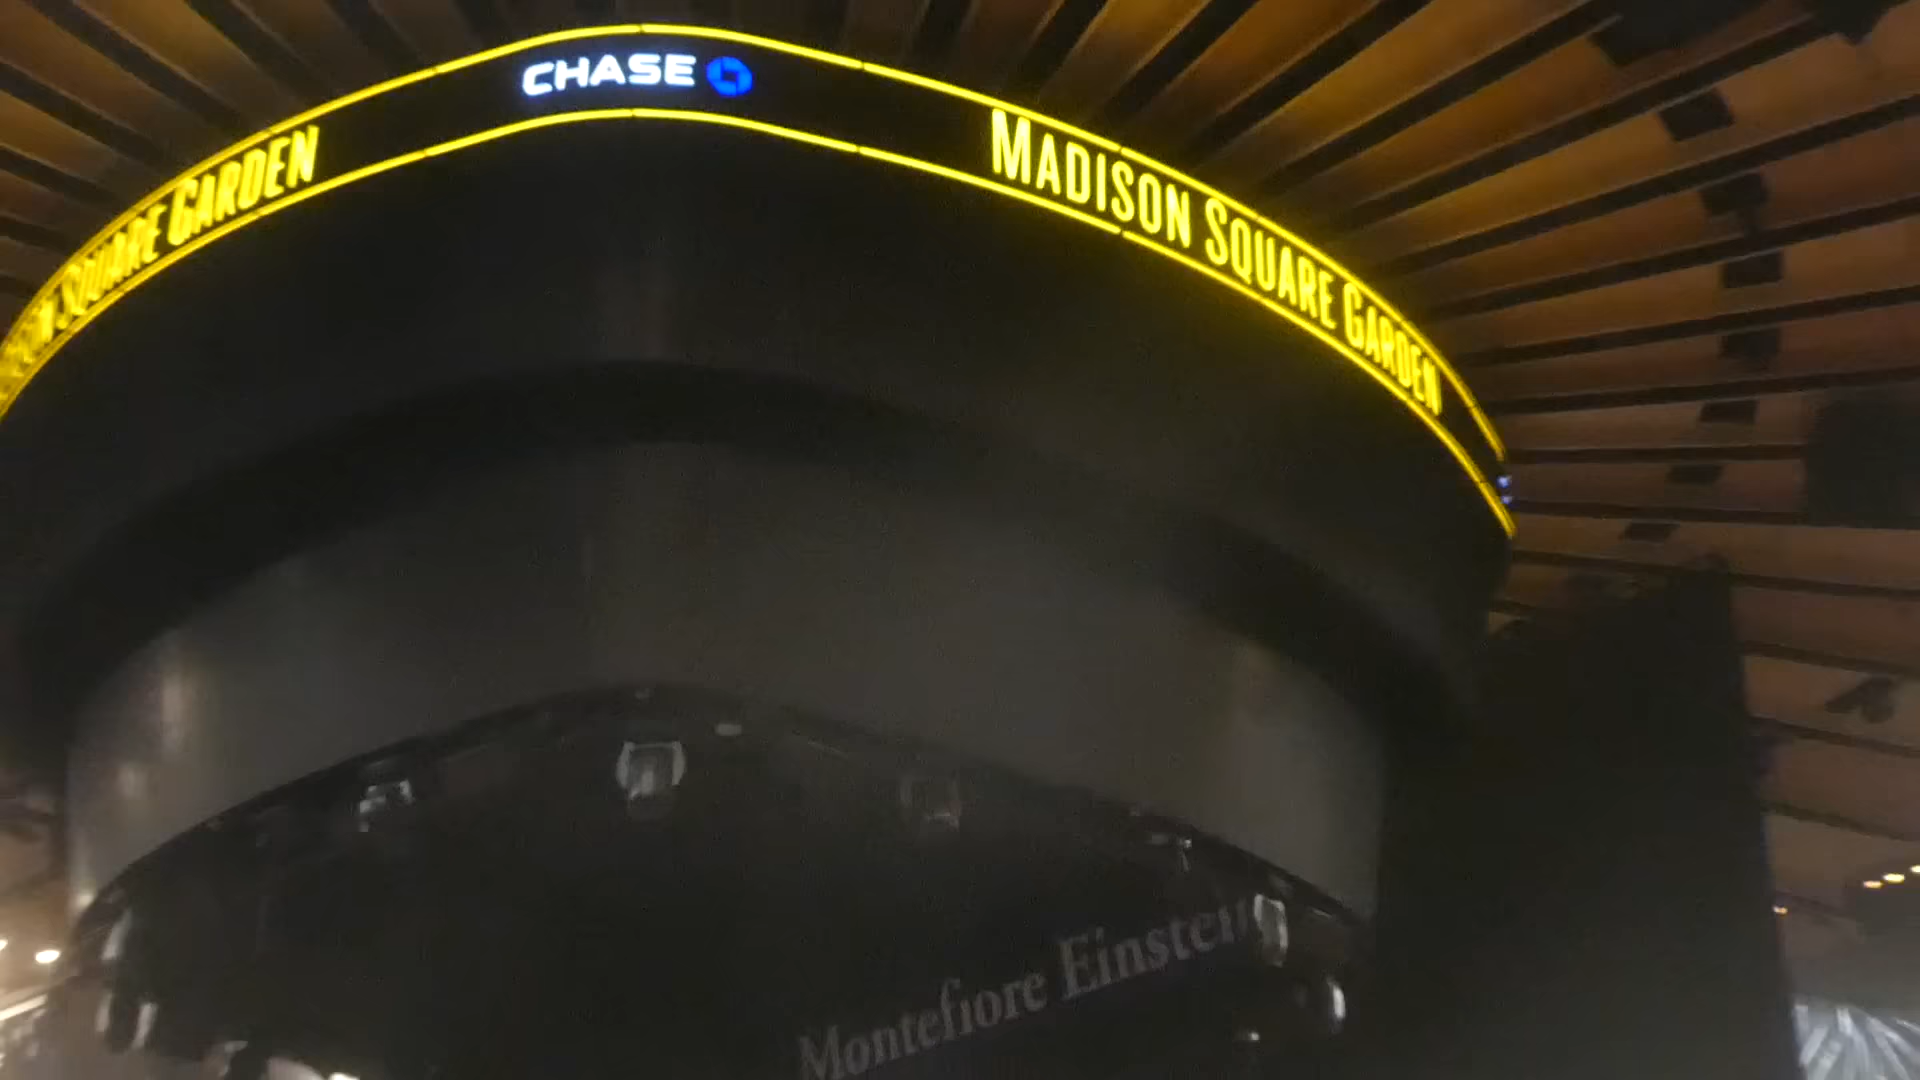 CHASE
SQUARE GARDEN
MADISON SQUARE GARDEN
Montefiore Einstein